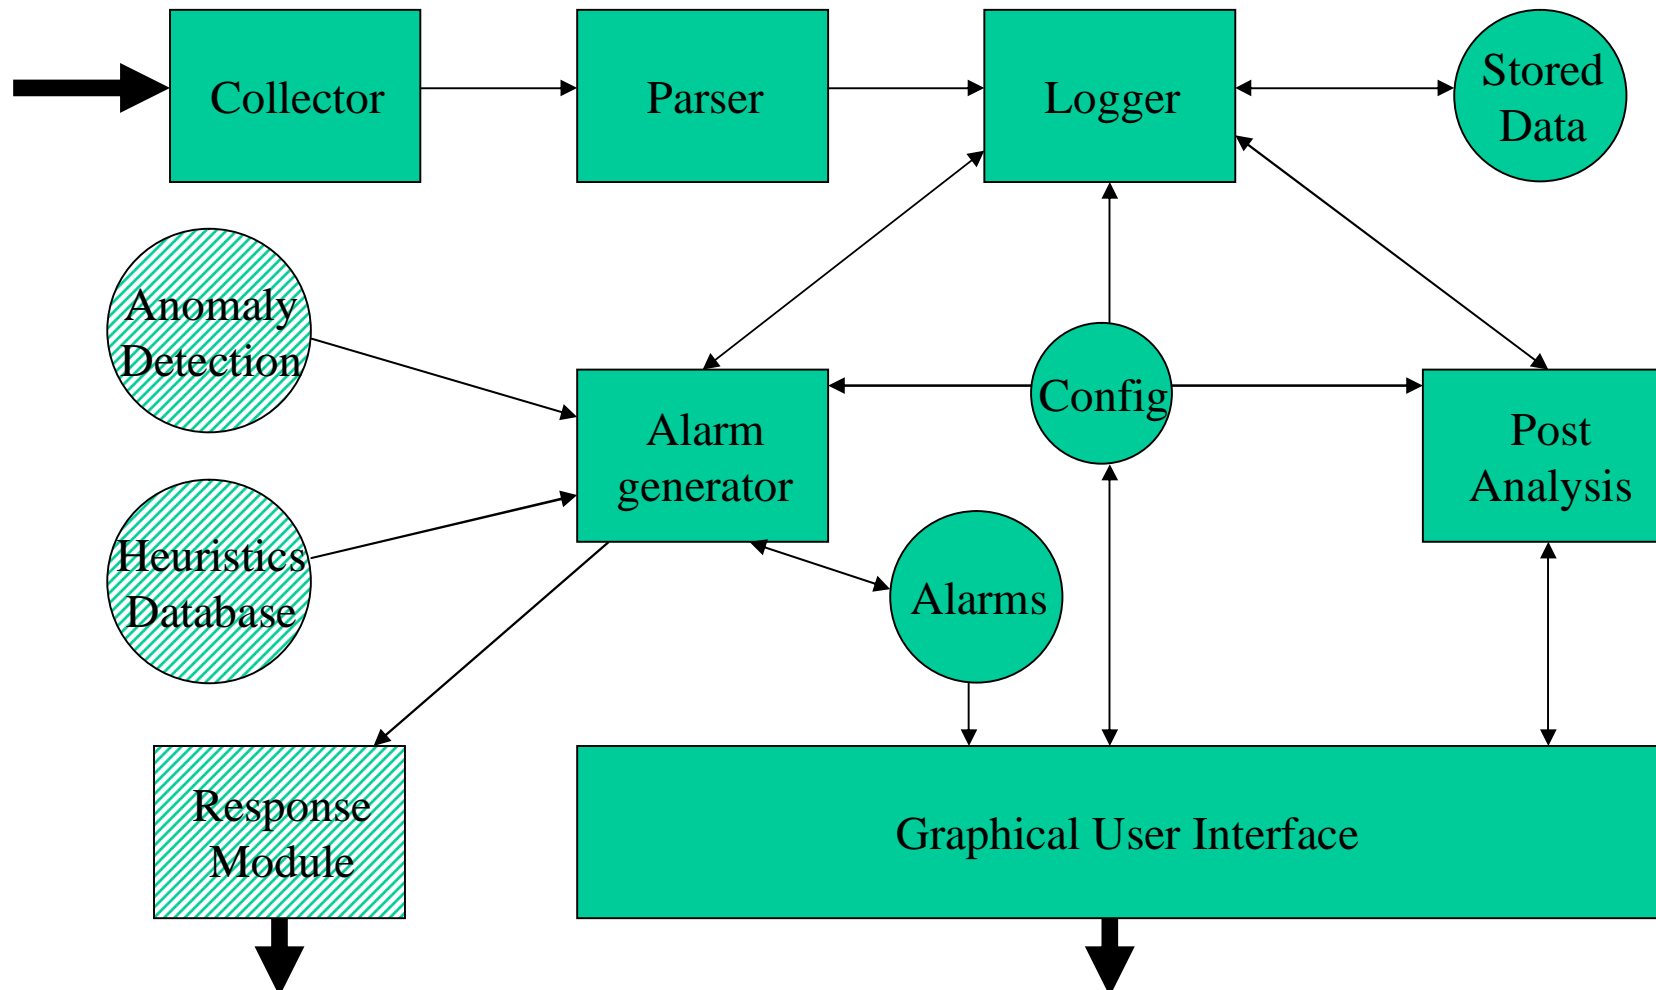 Collector
Parser
Logger
Stored
Data
Anomaly
Detection
Alarm
generator
Config
Post
Analysis
Heuristics
Database
Alarms
Response
Module
Graphical User Interface